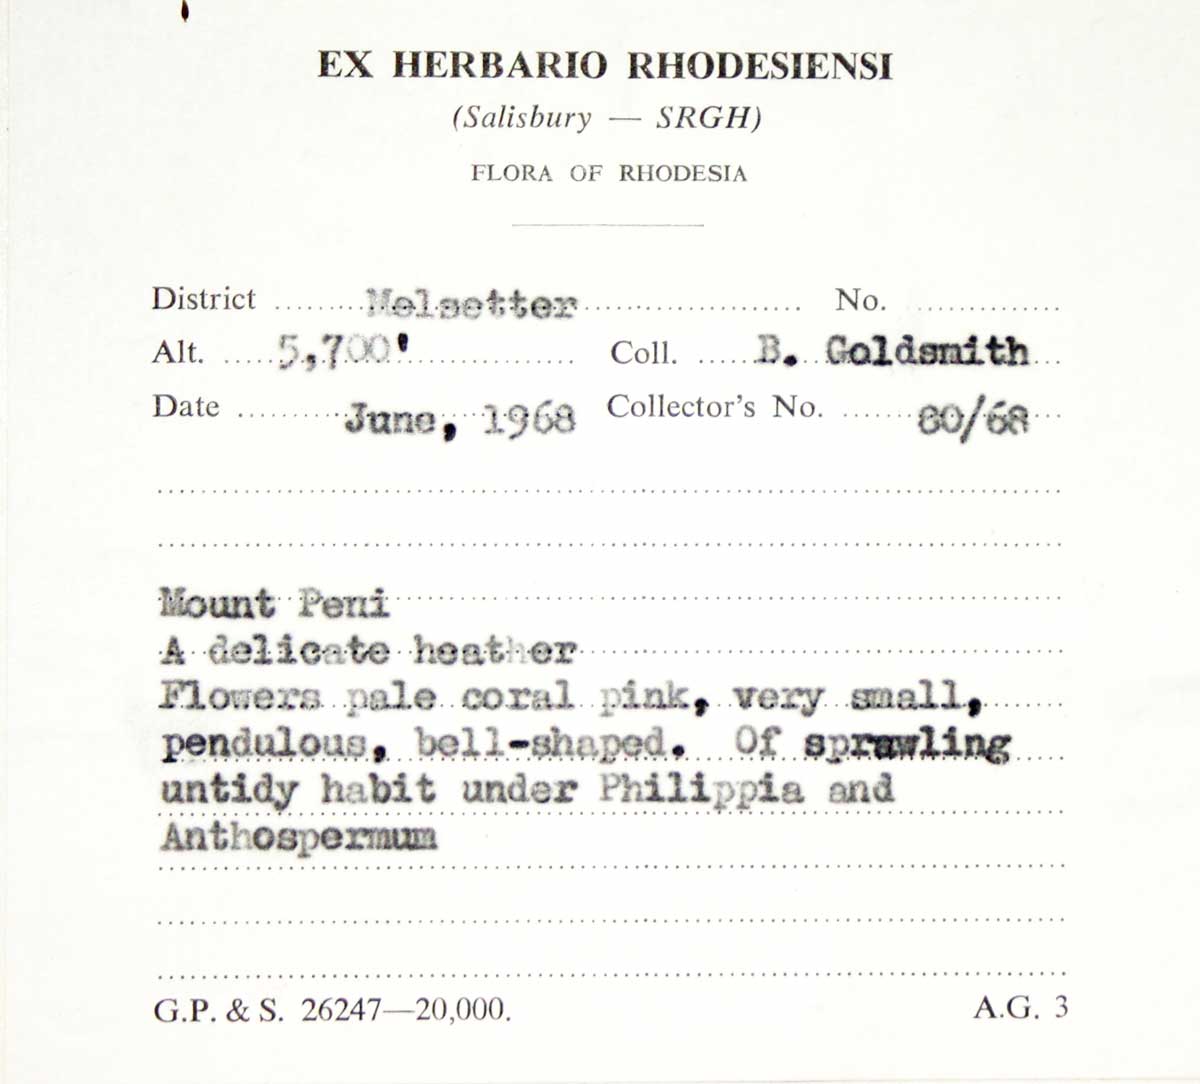 EX HERBARIO RHODESIENSI
(Salisbury — SRGH)
FLORA OF RHODESIA
District Melsetter No.
Alt. 5,700' Coll. B. Goldsmith
Date June, 1968 Collector's No. 80/68
Mount Peni
A delicate heather
Flowers pale coral pink, very small,
pendulous, bell-shaped. Of sprawling
untidy habit under Philippia and
Anthospermum
G.P. & S. 26247—20,000. A.G. 3